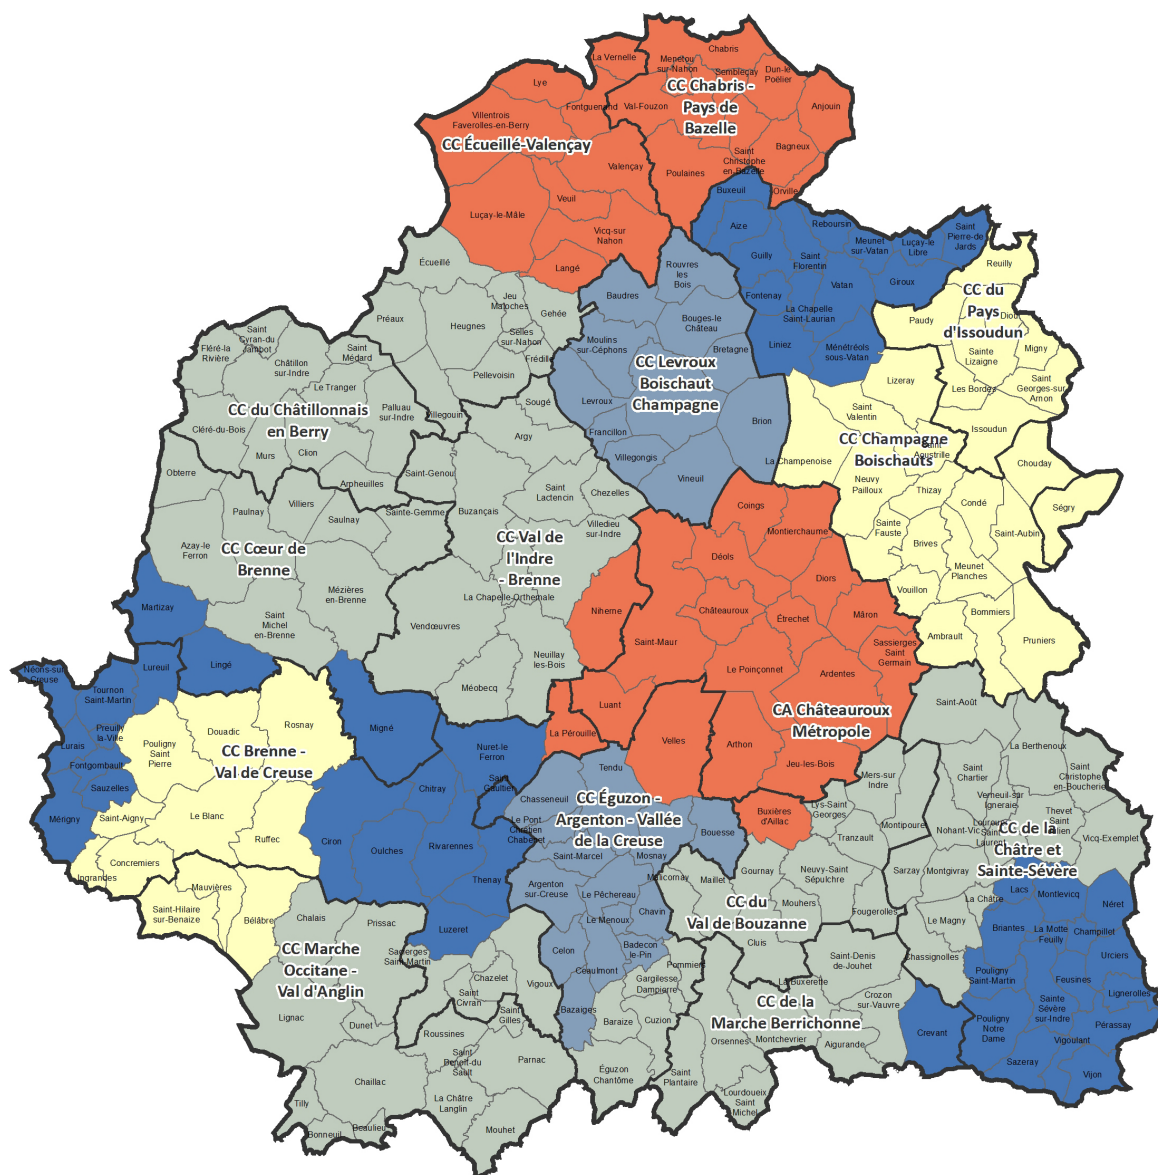 La Vernelle
Chabris
Menetou
sur-Nahon
Sembleçay
Dun-le
Poëlier
Lye
CC Chabris -
Pays de
Bazelle
Fontguenand
Val-Fouzon
Anjouin
Villentrois
Faverolles-en-Berry
CC Écueillé-Valençay
Bagneux
Saint
Christophe
en-Bazelle
Valençay
Poulaines
Veuil
Buxeuil
Orville
Luçay-le-Mâle
Vicq-sur
Nahon
Aize
Reboursin
Saint
Pierre-de
Jards
Meunet
sur-Vatan
Luçay-le
Libre
Guilly
Saint
Florentin
Écueillé
Langé
Rouvres
les
Bois
Reuilly
Vatan
Giroux
Baudres
Fontenay
CC du
Pays
d'Issoudun
Jeu
Maloches
Gehée
La Chapelle
Saint-Laurian
Diou
Préaux
Heugnes
Bouges-le
Château
Paudy
Selles
sur-Nahon
Saint
Cyran-du
Jambot
Moulins
sur-Céphons
Liniez
Ménétréols
sous-Vatan
Bretagne
Migny
Fléré-la
Rivière
Saint
Médard
Frédille
Sainte
Lizaigne
Châtillon
sur-Indre
CC Levroux
Boischaut
Champagne
Pellevoisin
Lizeray
Les Bordes
Saint
Georges-sur
Arnon
Le Tranger
Palluau
sur-Indre
Sougé
Levroux
Saint
Valentin
CC du Châtillonnais
en Berry
Villegouin
Brion
Cléré-du-Bois
Argy
Francillon
Issoudun
CC Champagne
Boischauts
Saint
Aoustrille
Murs
Clion
Villegongis
La Champenoise
Chouday
Obterre
Saint-Genou
Arpheuilles
Vineuil
Neuvy
Pailloux
Thizay
Saint
Lactencin
Chezelles
Villiers
Coings
Condé
Ségry
Paulnay
Buzançais
Sainte-Gemme
Saulnay
Villedieu
sur-Indre
Montierchaume
Sainte
Fauste
Saint-Aubin
Azay-le
Ferron
CC Cœur de
Brenne
CC Val de
l'Indre
- Brenne
Déols
Brives
Meunet
Planches
Diors
Mézières
en-Brenne
Vouillon
La Chapelle-Orthemale
Martizay
Niherne
Châteauroux
Étrechet
Mâron
Bommiers
Saint
Michel
en-Brenne
Vendœuvres
Saint-Maur
Ambrault
Pruniers
Sassierges
Saint
Germain
Neuillay
les-Bois
Lureuil
Lingé
Néons-sur
Creuse
Le Poinçonnet
Ardentes
Méobecq
Tournon
Saint-Martin
Luant
Saint-Août
CC Châteauroux
Métropole
Rosnay
Migné
Douadic
Preuilly
la-Ville
La Pérouille
Velles
Arthon
Lurais
Pouligny
Saint
Pierre
CC Brenne -
Val de Creuse
Nuret-le
Ferron
La Berthenoux
Fontgombault
Tendu
Jeu-les-Bois
Mers-sur
Indre
Saint
Chartier
Saint
Christophe
en-Boucherie
Sauzelles
Chitray
Saint
Gaultier
Chasseneuil
CC Éguzon -
Argenton - Vallée
de la Creuse
Verneuil-sur
Igneraie
Mérigny
Saint-Aigny
Le Blanc
Buxières
d'Aillac
Lys-Saint
Georges
Thevet
Saint
Julien
Le Pont
Chrétien
Chabenet
Montipouret
Nohant-Vic
Lourouer
Saint
Laurent
Bouesse
Ruffec
Ciron
Rivarennes
Tranzault
Vicq-Exemplet
Oulches
Saint-Marcel
Mosnay
CC de la
Châtre et
Sainte-Sévère
Concremiers
Ingrandes
Gournay
Neuvy-Saint
Sépulchre
Sarzay
Montgivray
Thenay
Malicornay
Maillet
Mauvières
Argenton
sur-Creuse
Le Pêchereau
Lacs
Montlevicq
La Châtre
Néret
Mouhers
CC du
Val de Bouzanne
Saint-Hilaire
sur-Benaize
Bélâbre
Chavin
Fougerolles
Chalais
Prissac
Le Menoux
Le Magny
Briantes
La Motte
Feuilly
Champillet
Luzeret
CC Marche
Occitane -
Val d'Anglin
Sacierges
Saint-Martin
Celon
Badecon
le-Pin
Cluis
Saint-Denis
de-Jouhet
Chassignolles
Urciers
Pommiers
Ceaulmont
Pouligny
Saint-Martin
Feusines
Chazelet
Vigoux
Gargilesse
Dampierre
La Buxerette
Lignerolles
Saint
Civran
Crozon
sur-Vauvre
Sainte
Sévère
sur-Indre
CC de la
Marche Berrichonne
Lignac
Bazaiges
Saint
Gilles
Baraize
Cuzion
Pouligny
Notre
Dame
Pérassay
Dunet
Roussines
Crevant
Orsennes
Montchevrier
Aigurande
Vigoulant
Saint
Benoît-du
Sault
Parnac
Sazeray
Éguzon
Chantôme
Saint
Plantaire
Vijon
Chaillac
La Châtre
Langlin
Lourdoueix
Saint
Michel
Tilly
Beaulieu
Bonneuil
Mouhet